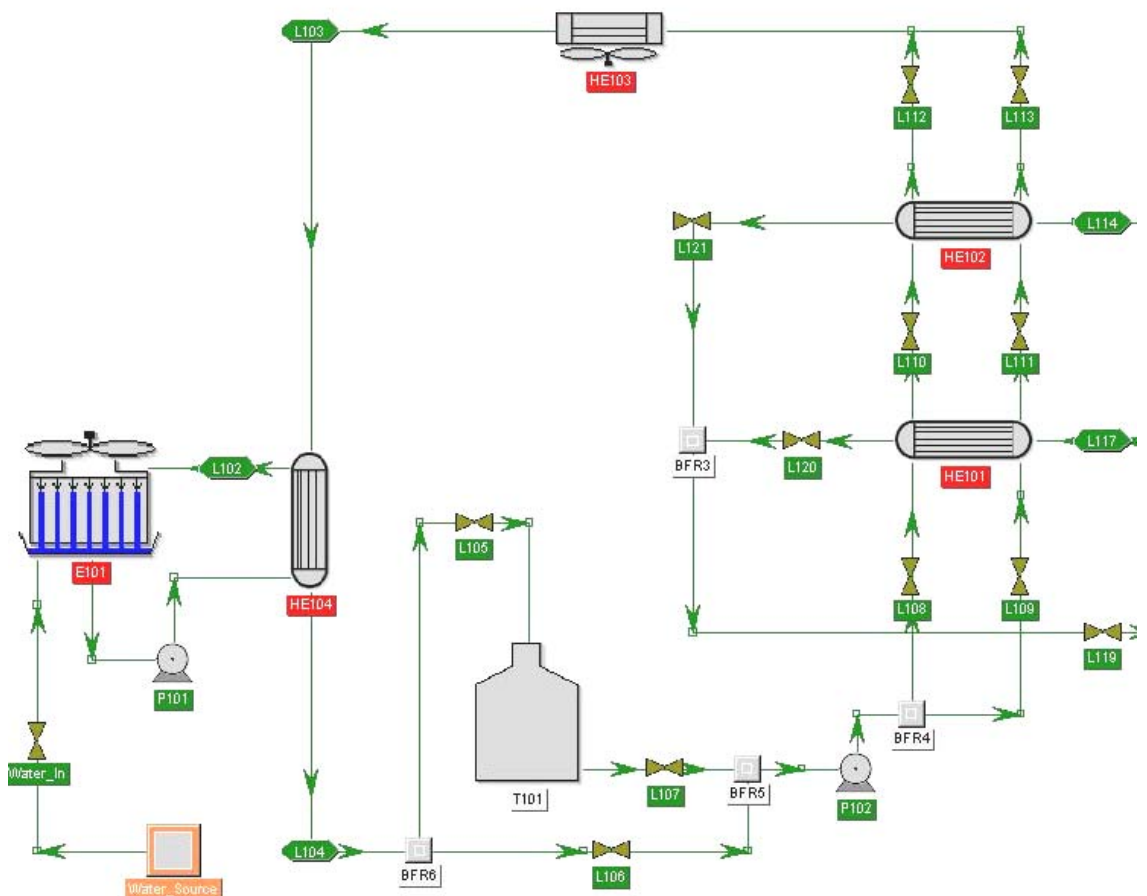 L103
HE103
L112
L113
L121
L114
HE102
L110
L111
L102
BFR3
L120
L117
HE101
L105
E101
HE104
L108
L109
L119
P101
BFR4
Water_In
T101
L107
BFR5
P102
L104
BFR6
L106
Water_Source